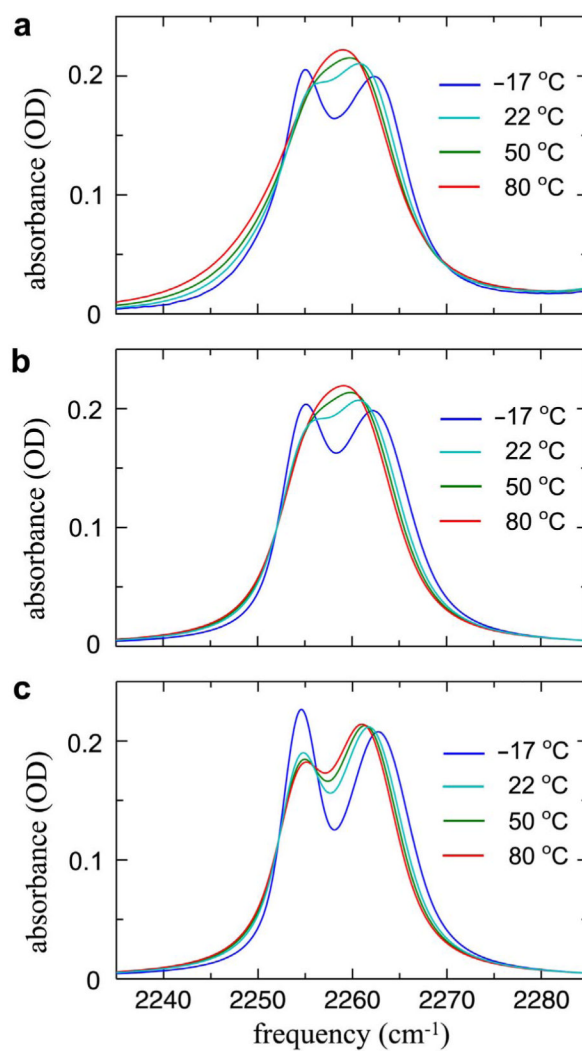 a
absorbance (OD)
0.2
0.1
0
–17 °C
22 °C
50 °C
80 °C
b
absorbance (OD)
0.2
0.1
0
–17 °C
22 °C
50 °C
80 °C
c
absorbance (OD)
0.2
0.1
0
–17 °C
22 °C
50 °C
80 °C
2240 2250 2260 2270 2280
frequency (cm⁻¹)